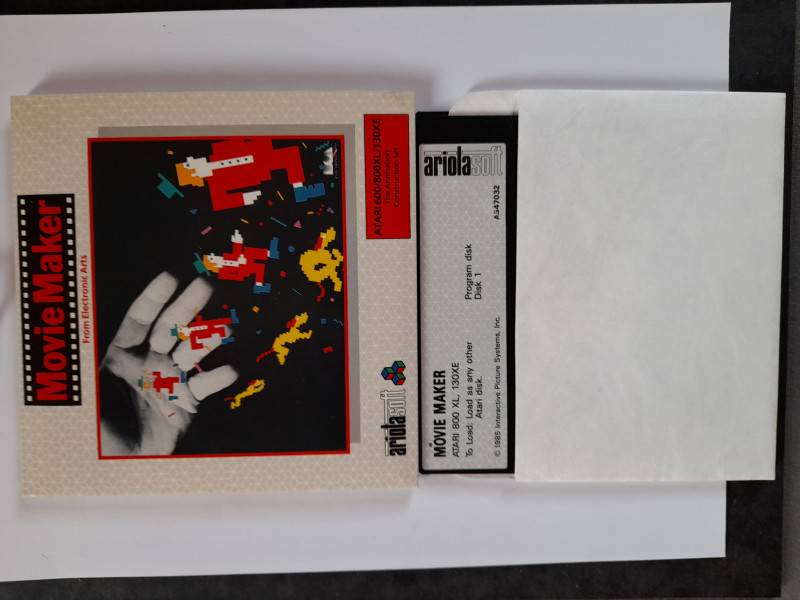 MovieMaker
From Electronic Arts
ATARI 600/800XL/130XE
The Animation
Construction Set
ariolasoft
ariolasoft
AS47032
MOVIE MAKER
ATARI 800 XL, 130XE
Program disk
Disk 1
To Load: Load as any other
Atari disk.
© 1985 Interactive Picture Systems, Inc.